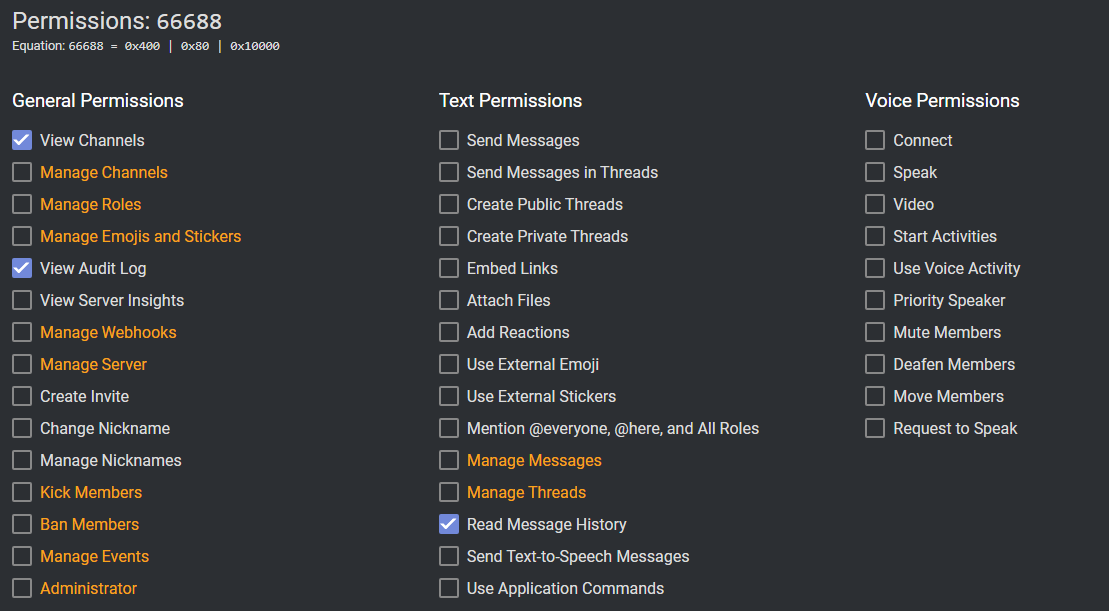 Permissions: 66688
Equation: 66688 = 0x400 | 0x80 | 0x10000
General Permissions
View Channels
Manage Channels
Manage Roles
Manage Emojis and Stickers
View Audit Log
View Server Insights
Manage Webhooks
Manage Server
Create Invite
Change Nickname
Manage Nicknames
Kick Members
Ban Members
Manage Events
Administrator
Text Permissions
Send Messages
Send Messages in Threads
Create Public Threads
Create Private Threads
Embed Links
Attach Files
Add Reactions
Use External Emoji
Use External Stickers
Mention @everyone, @here, and All Roles
Manage Messages
Manage Threads
Read Message History
Send Text-to-Speech Messages
Use Application Commands
Voice Permissions
Connect
Speak
Video
Start Activities
Use Voice Activity
Priority Speaker
Mute Members
Deafen Members
Move Members
Request to Speak